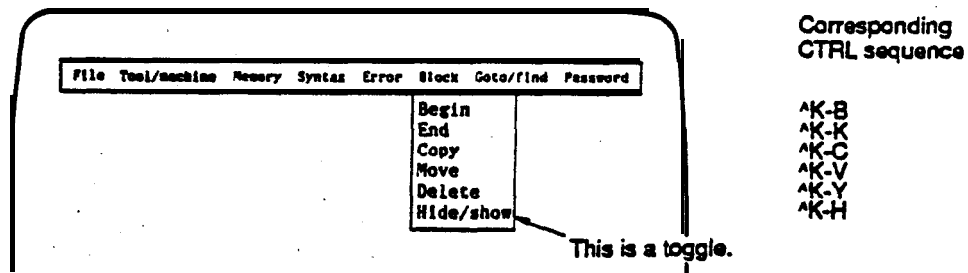 Corresponding
CTRL sequence
File Tool/machine Memory Syntax Error Block Goto/find Password
Begin ^K-B
End ^K-K
Copy ^K-C
Move ^K-V
Delete ^K-Y
Hide/show ^K-H
This is a toggle.